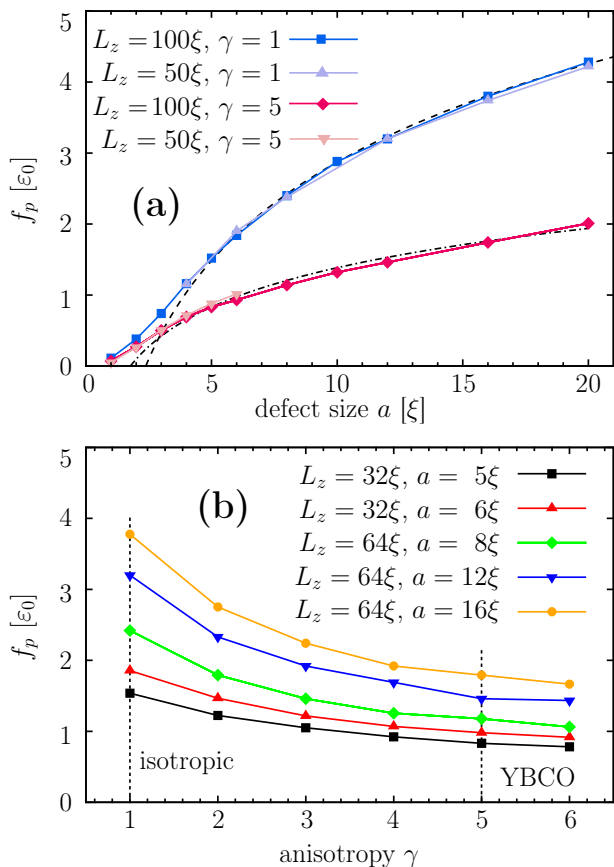 5
4
3
2
1
0
f_p [ε₀]
L_z = 100ξ, γ = 1
L_z = 50ξ, γ = 1
L_z = 100ξ, γ = 5
L_z = 50ξ, γ = 5
(a)
0 5 10 15 20
defect size a [ξ]
5
4
3
2
1
0
f_p [ε₀]
(b)
L_z = 32ξ, a = 5ξ
L_z = 32ξ, a = 6ξ
L_z = 64ξ, a = 8ξ
L_z = 64ξ, a = 12ξ
L_z = 64ξ, a = 16ξ
isotropic
YBCO
1 2 3 4 5 6
anisotropy γ